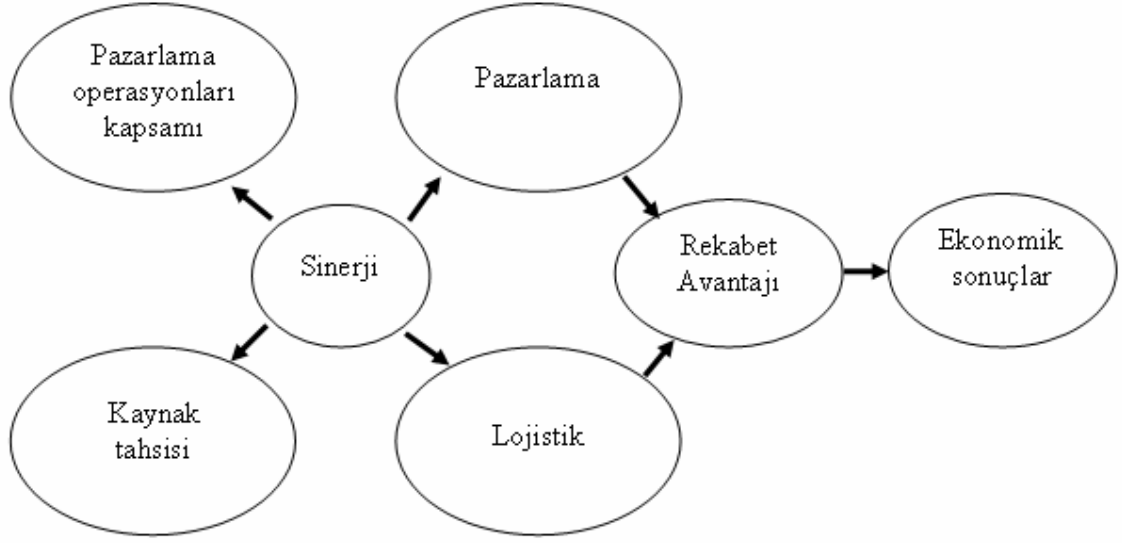 Pazarlama
operasyonları
kapsamı
Pazarlama
Sinerji
Rekabet
Avantajı
Ekonomik
sonuçlar
Kaynak
tahsisi
Lojistik